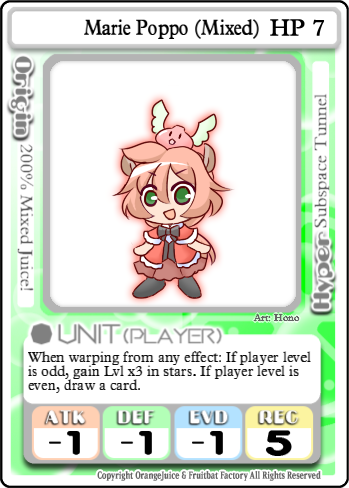 Marie Poppo (Mixed) HP 7
Origin 200% Mixed Juice!
Hyper Subspace Tunnel
Art: Hono
UNIT (PLAYER)
When warping from any effect: If player level
is odd, gain Lvl x3 in stars. If player level is
even, draw a card.
ATK DEF EVD REC
-1 -1 -1 5
Copyright Orangejuice & Fruitbat Factory All Rights Reserved